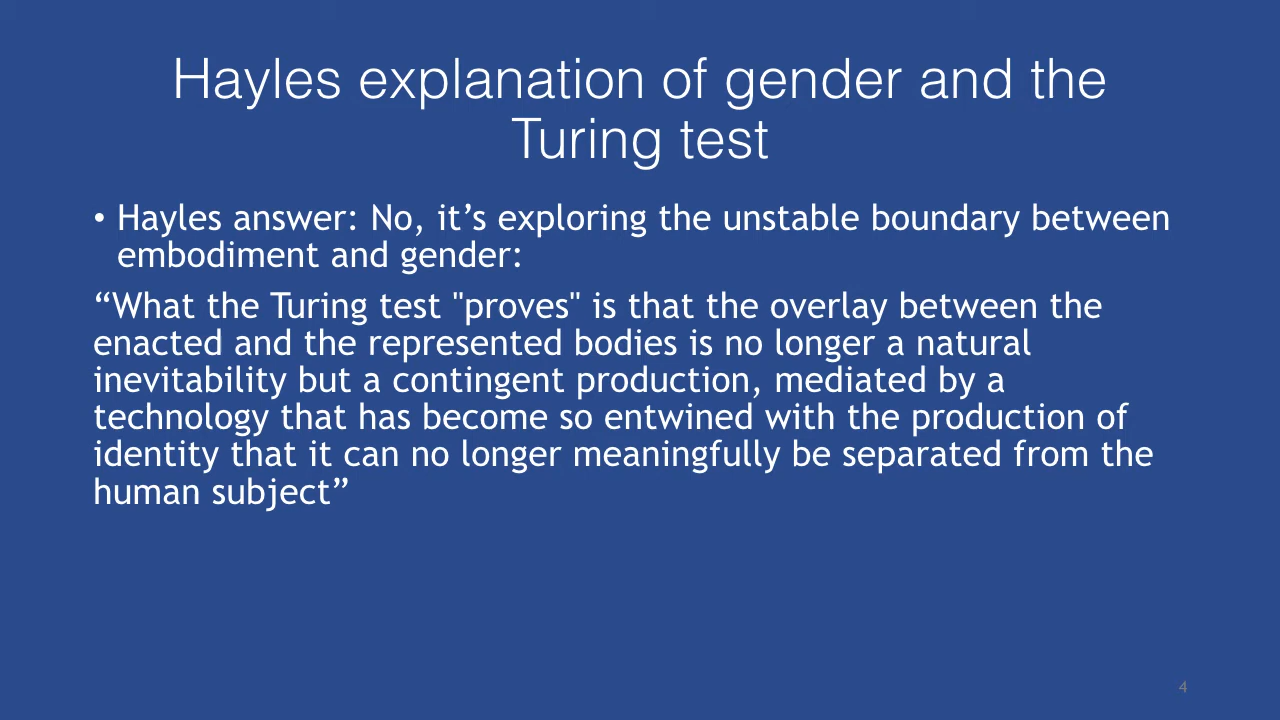 Hayles explanation of gender and the
Turing test
• Hayles answer: No, it’s exploring the unstable boundary between
embodiment and gender:
“What the Turing test "proves" is that the overlay between the
enacted and the represented bodies is no longer a natural
inevitability but a contingent production, mediated by a
technology that has become so entwined with the production of
identity that it can no longer meaningfully be separated from the
human subject”
4